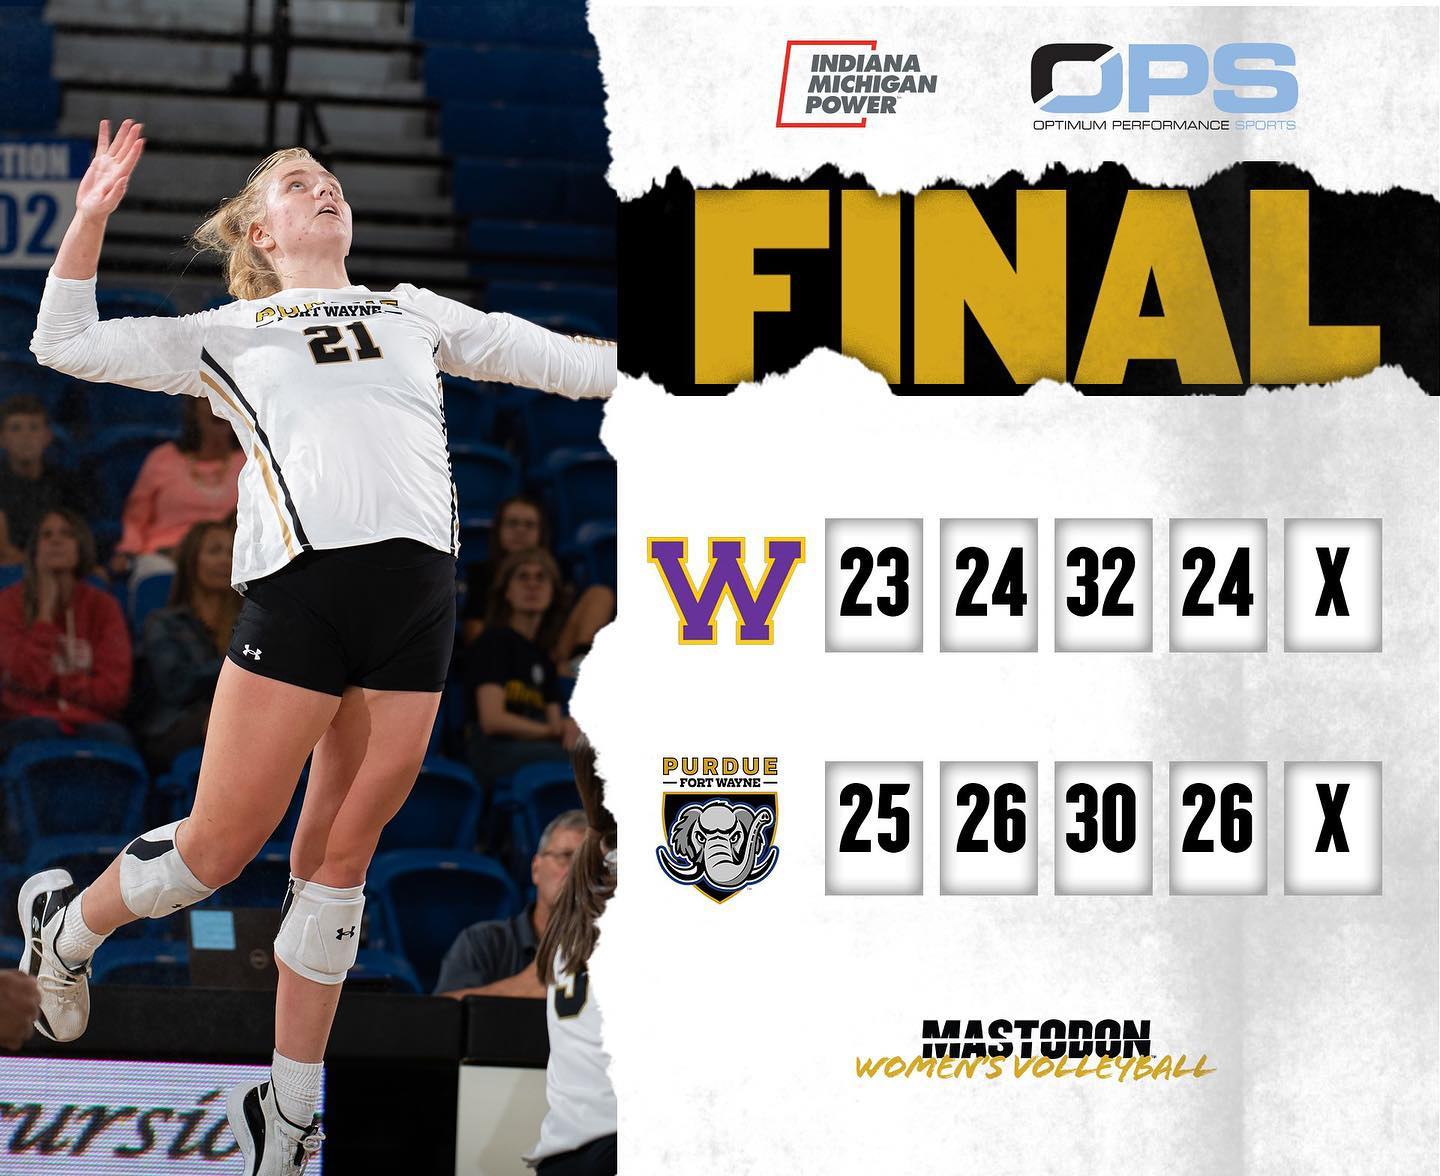 INDIANA
MICHIGAN
POWER
OPS
OPTIMUM PERFORMANCE SPORTS
FINAL
W 23 24 32 24 X
PURDUE
FORT WAYNE
25 26 30 26 X
MASTODON
WOMEN'S VOLLEYBALL
PURDUE
FORT WAYNE
21
02